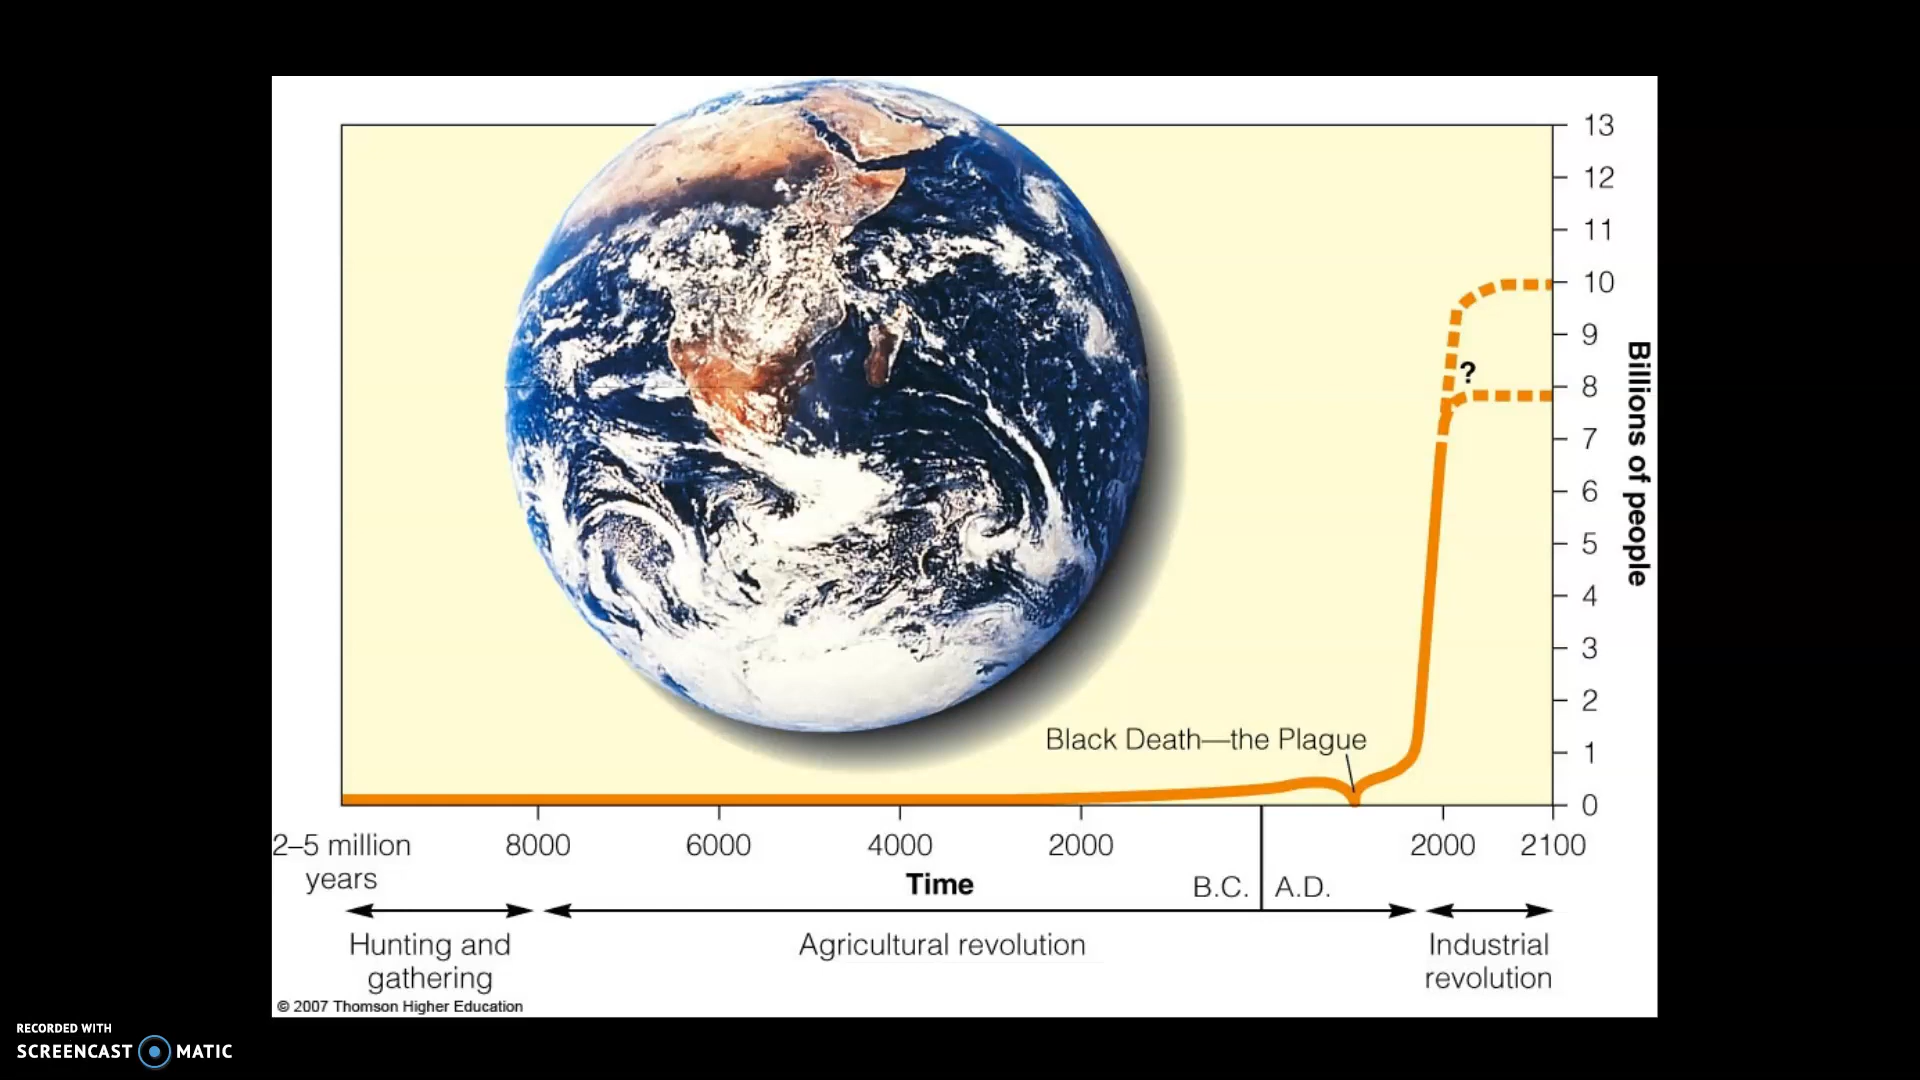 13
12
11
10
9
8
7
6
5
4
3
2
1
0
Billions of people
?
Black Death—the Plague
2–5 million
years
8000 6000 4000 2000 2000 2100
Time
B.C. A.D.
Hunting and
gathering
Agricultural revolution
Industrial
revolution
© 2007 Thomson Higher Education
RECORDED WITH
SCREENCAST MATIC